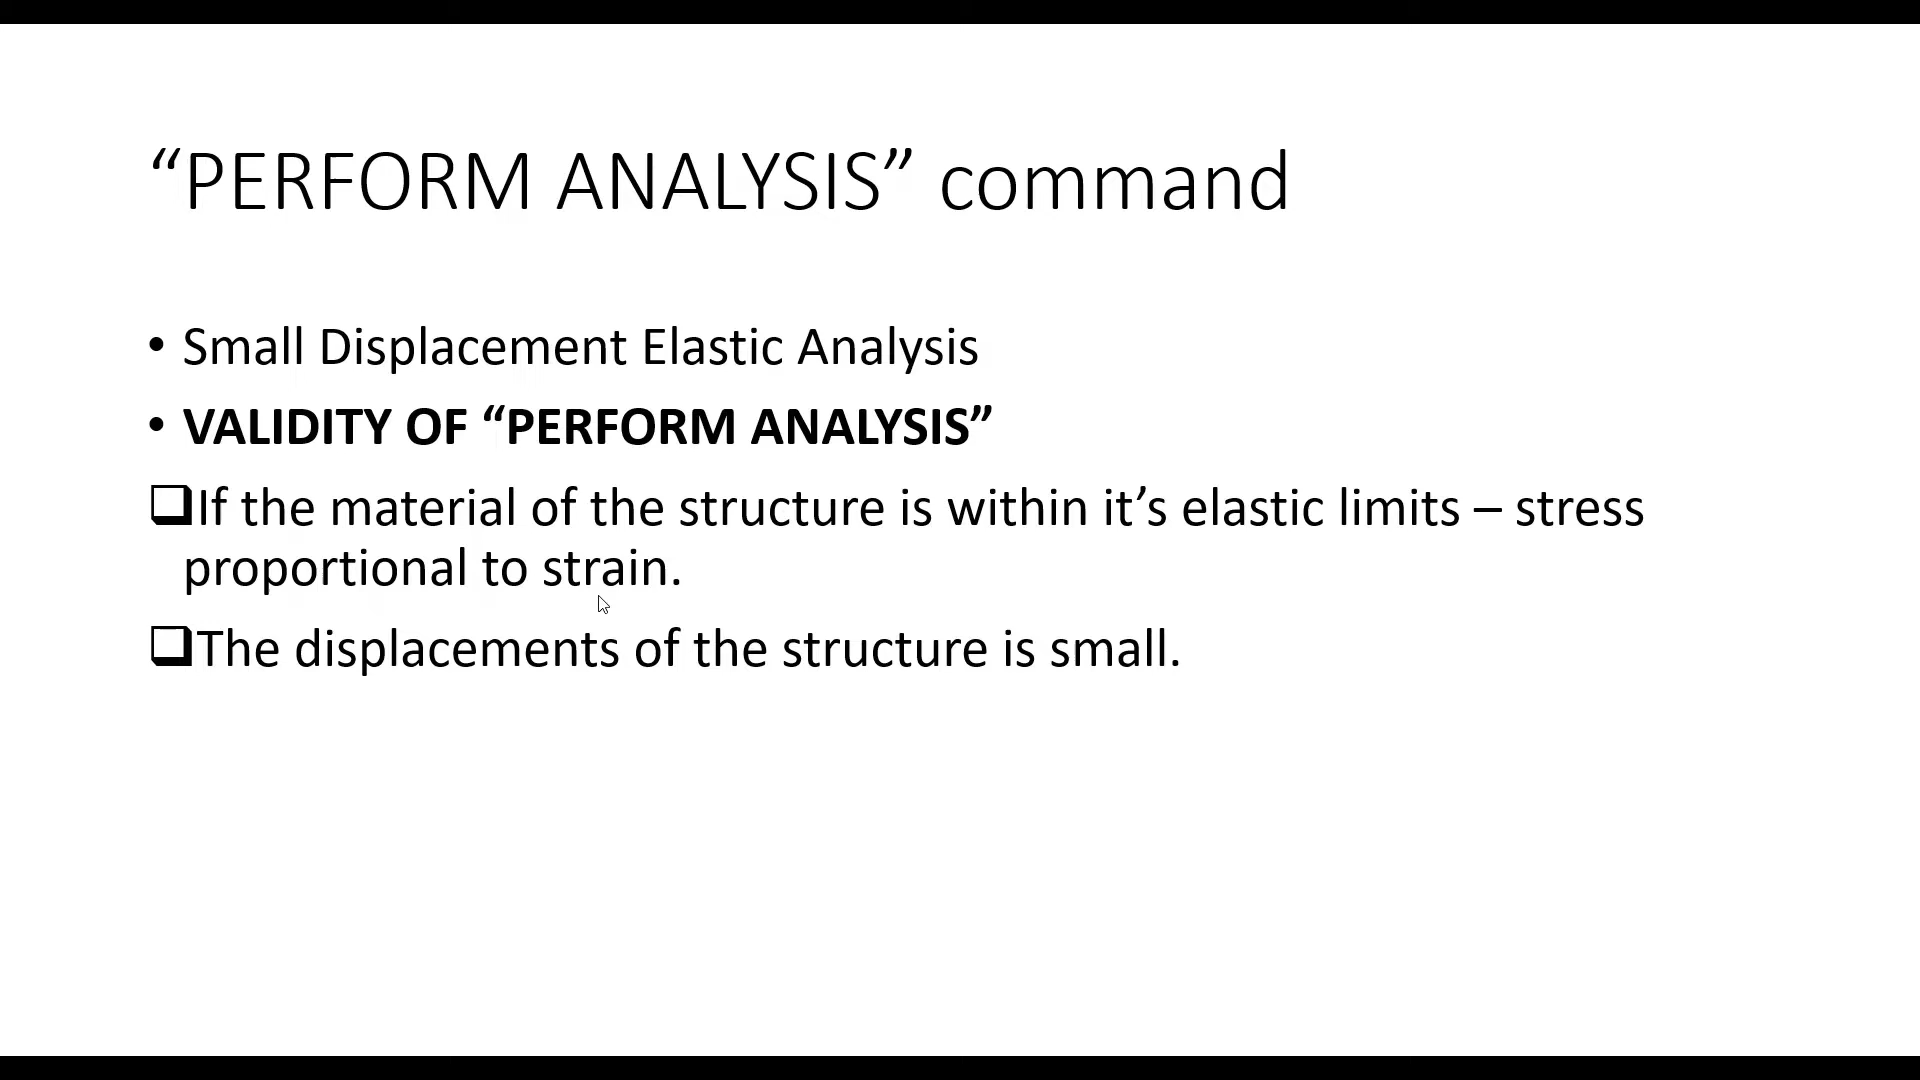 “PERFORM ANALYSIS” command
• Small Displacement Elastic Analysis
• VALIDITY OF “PERFORM ANALYSIS”
❑If the material of the structure is within it’s elastic limits – stress
proportional to strain.
❑The displacements of the structure is small.